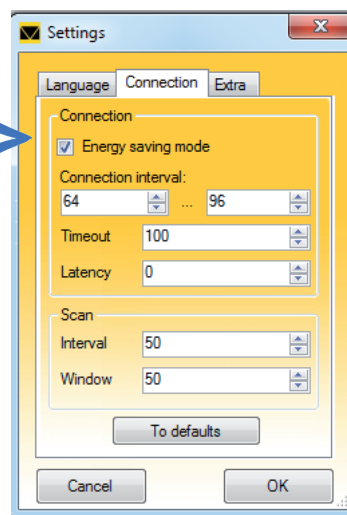 Settings
Language Connection Extra
Connection
Energy saving mode
Connection interval:
64 ... 96
Timeout 100
Latency 0
Scan
Interval 50
Window 50
To defaults
Cancel OK